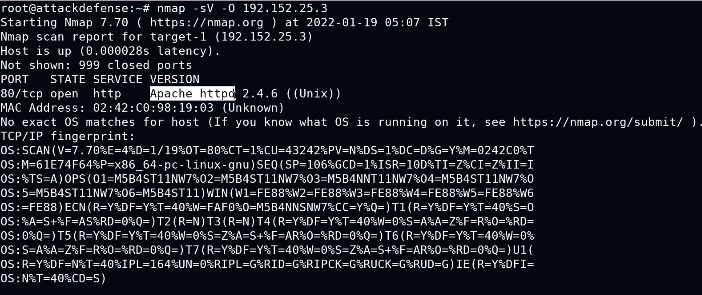 root@attackdefense:~# nmap -sV -O 192.152.25.3
Starting Nmap 7.70 ( https://nmap.org ) at 2022-01-19 05:07 IST
Nmap scan report for target-1 (192.152.25.3)
Host is up (0.000028s latency).
Not shown: 999 closed ports
PORT   STATE SERVICE VERSION
80/tcp open  http    Apache httpd 2.4.6 ((Unix))
MAC Address: 02:42:C0:98:19:03 (Unknown)
No exact OS matches for host (If you know what OS is running on it, see https://nmap.org/submit/ ).
TCP/IP fingerprint:
OS:SCAN(V=7.70%E=4%D=1/19%OT=80%CT=1%CU=43242%PV=N%DS=1%DC=D%G=Y%M=0242C0%T
OS:M=61E74F64%P=x86_64-pc-linux-gnu)SEQ(SP=106%GCD=1%ISR=10D%TI=Z%CI=Z%II=I
OS:%TS=A)OPS(O1=M5B4ST11NW7%O2=M5B4ST11NW7%O3=M5B4NNT11NW7%O4=M5B4ST11NW7%O
OS:5=M5B4ST11NW7%O6=M5B4ST11)WIN(W1=FE88%W2=FE88%W3=FE88%W4=FE88%W5=FE88%W6
OS:=FE88)ECN(R=Y%DF=Y%T=40%W=FAF0%O=M5B4NNSNW7%CC=Y%Q=)T1(R=Y%DF=Y%T=40%S=O
OS:%A=S+%F=AS%RD=0%Q=)T2(R=N)T3(R=N)T4(R=Y%DF=Y%T=40%W=0%S=A%A=Z%F=R%O=%RD=
OS:0%Q=)T5(R=Y%DF=Y%T=40%W=0%S=Z%A=S+%F=AR%O=%RD=0%Q=)T6(R=Y%DF=Y%T=40%W=0%
OS:S=A%A=Z%F=R%O=%RD=0%Q=)T7(R=Y%DF=Y%T=40%W=0%S=Z%A=S+%F=AR%O=%RD=0%Q=)U1(
OS:R=Y%DF=N%T=40%IPL=164%UN=0%RIPL=G%RID=G%RIPCK=G%RUCK=G%RUD=G)IE(R=Y%DFI=
OS:N%T=40%CD=S)